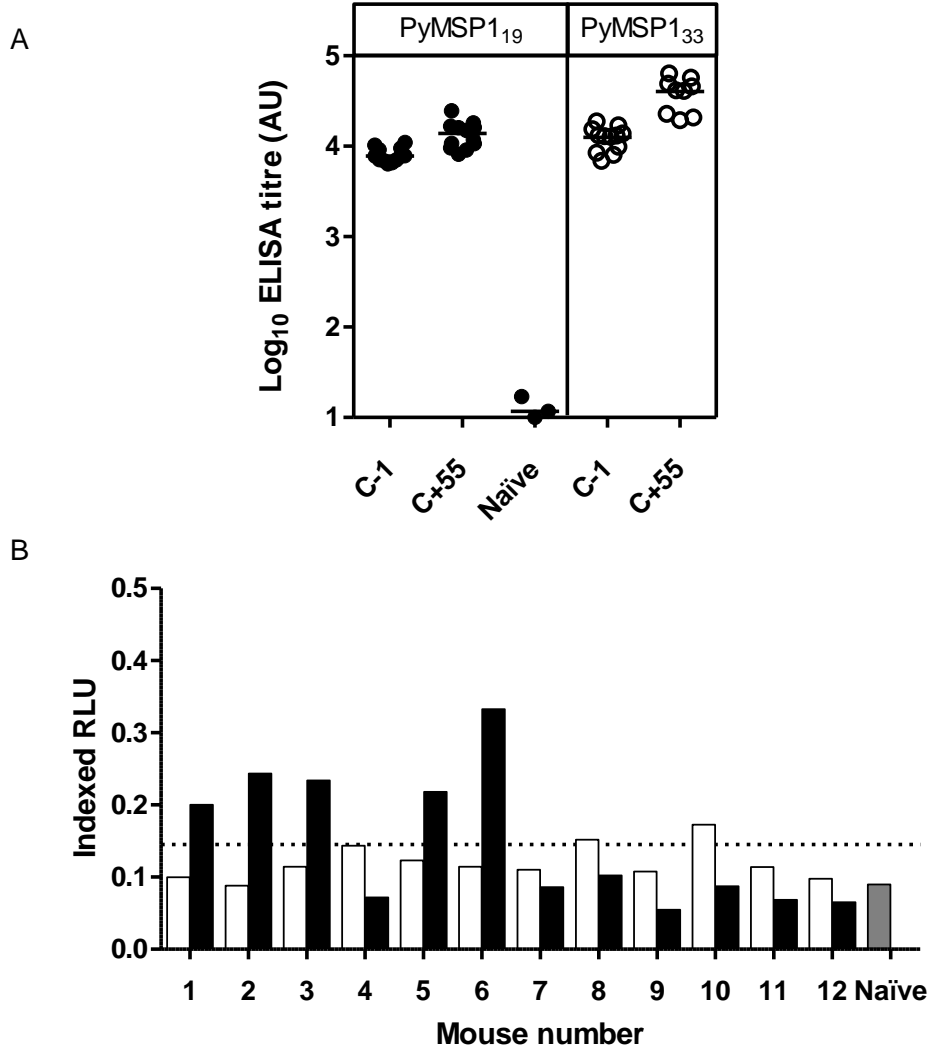 A
PyMSP1₁₉ PyMSP1₃₃
Log₁₀ ELISA titre (AU)
5
4
3
2
1
C-1 C+55 Naïve C-1 C+55
B
Indexed RLU
0.5
0.4
0.3
0.2
0.1
0.0
1 2 3 4 5 6 7 8 9 10 11 12 Naïve
Mouse number